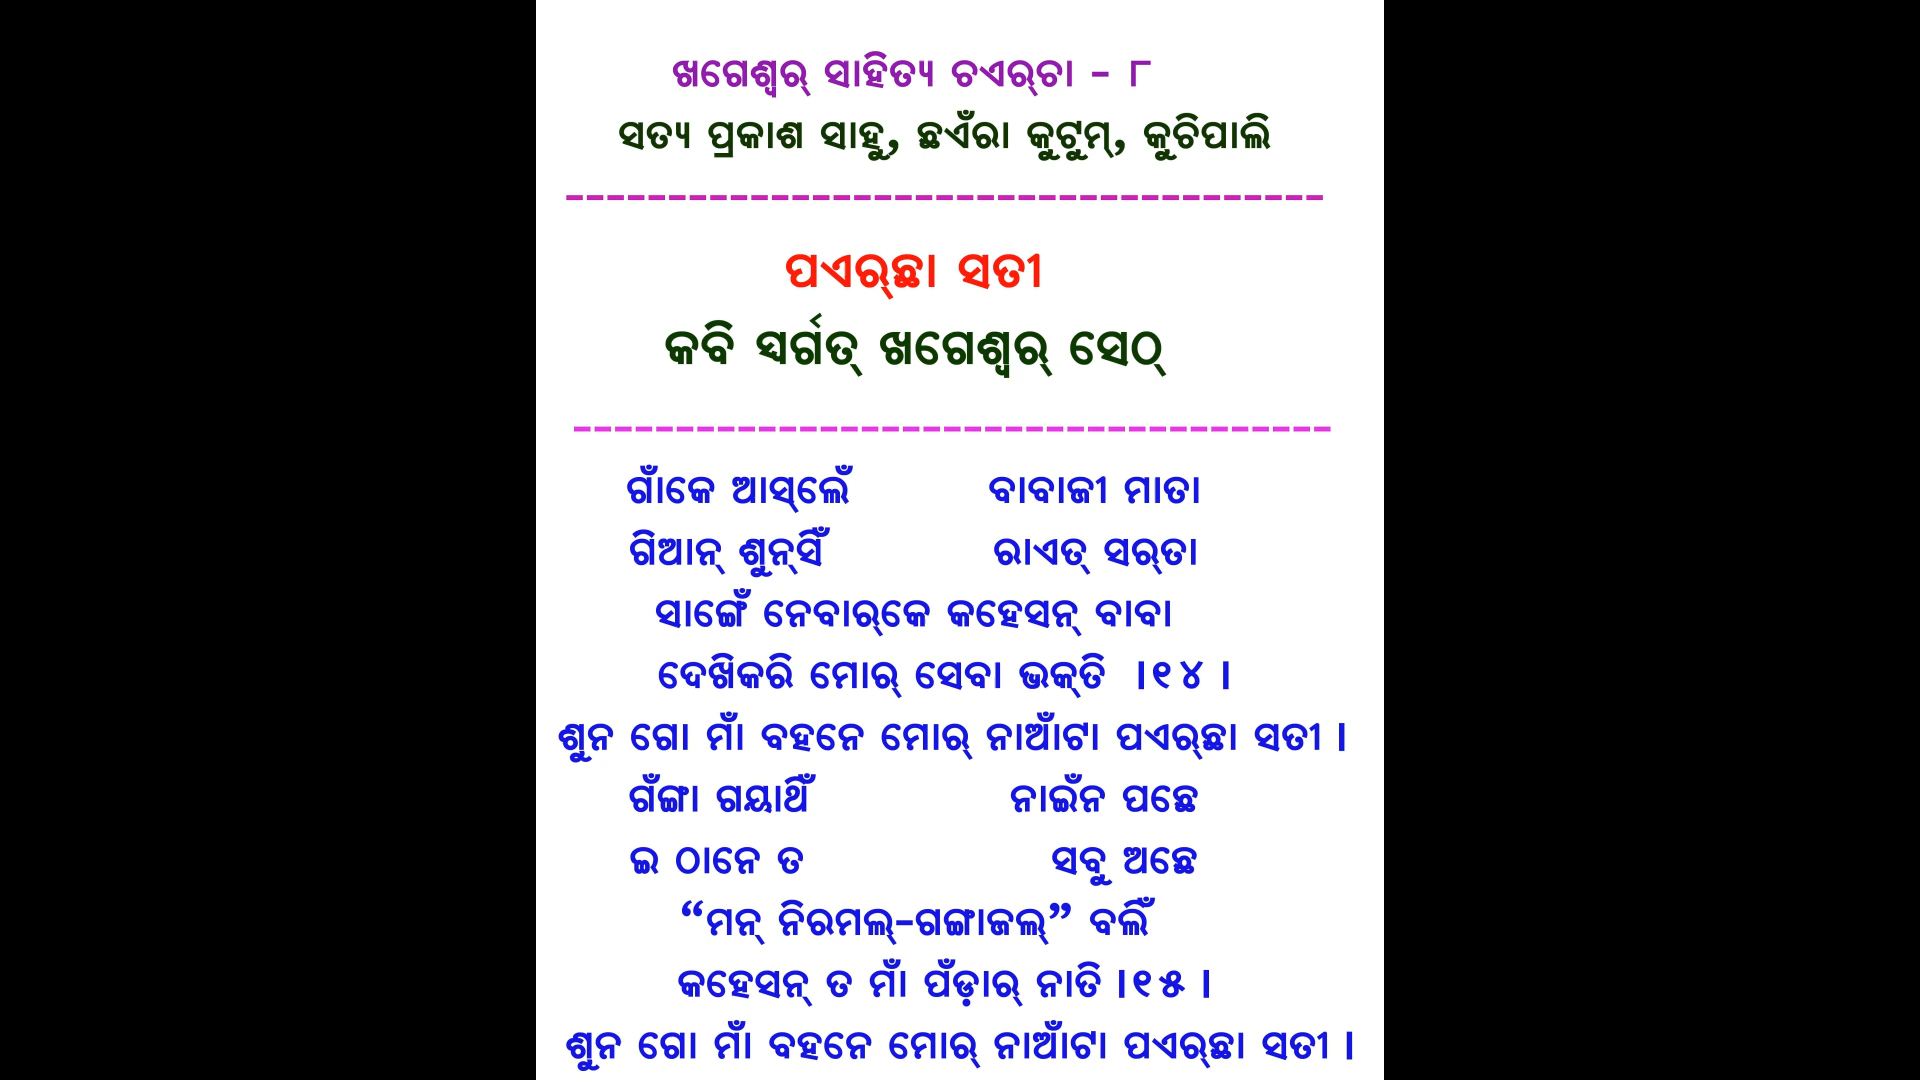 ଖଗେଶ୍ୱର୍ ସାହିତ୍ୟ ଚଏର୍‌ଚା - ୮
ସତ୍ୟ ପ୍ରକାଶ ସାହୁ, ଛଏଁରା କୁଟୁମ୍, କୁଚିପାଲି
-------------------------------------
ପଏର୍‌ଛା ସତୀ
କବି ସ୍ୱର୍ଗତ୍ ଖଗେଶ୍ୱର୍ ସେଠ୍
-------------------------------------
ଗାଁକେ ଆସ୍‌ଲେଁ ବାବାଜୀ ମାତା
ଗିଆନ୍ ଶୁନ୍‌ସିଁ ରାଏତ୍ ସର୍‌ତା
ସାଙ୍ଗେଁ ନେବାର୍‌କେ କହେସନ୍ ବାବା
ଦେଖିକରି ମୋର୍ ସେବା ଭକ୍‌ତି ।୧୪ ।
ଶୁନ ଗୋ ମାଁ ବହନେ ମୋର୍ ନାଆଁଟା ପଏର୍‌ଛା ସତୀ ।
ଗଁଙ୍ଗା ଗୟାଥିଁ ନାଇଁନ ପଛେ
ଇ ଠାନେ ତ ସବୁ ଅଛେ
“ମନ୍ ନିରମଲ୍-ଗଙ୍ଗାଜଲ୍” ବଲିଁ
କହେସନ୍ ତ ମାଁ ପଁଡ଼ାର୍ ନାତି ।୧୫ ।
ଶୁନ ଗୋ ମାଁ ବହନେ ମୋର୍ ନାଆଁଟା ପଏର୍‌ଛା ସତୀ ।